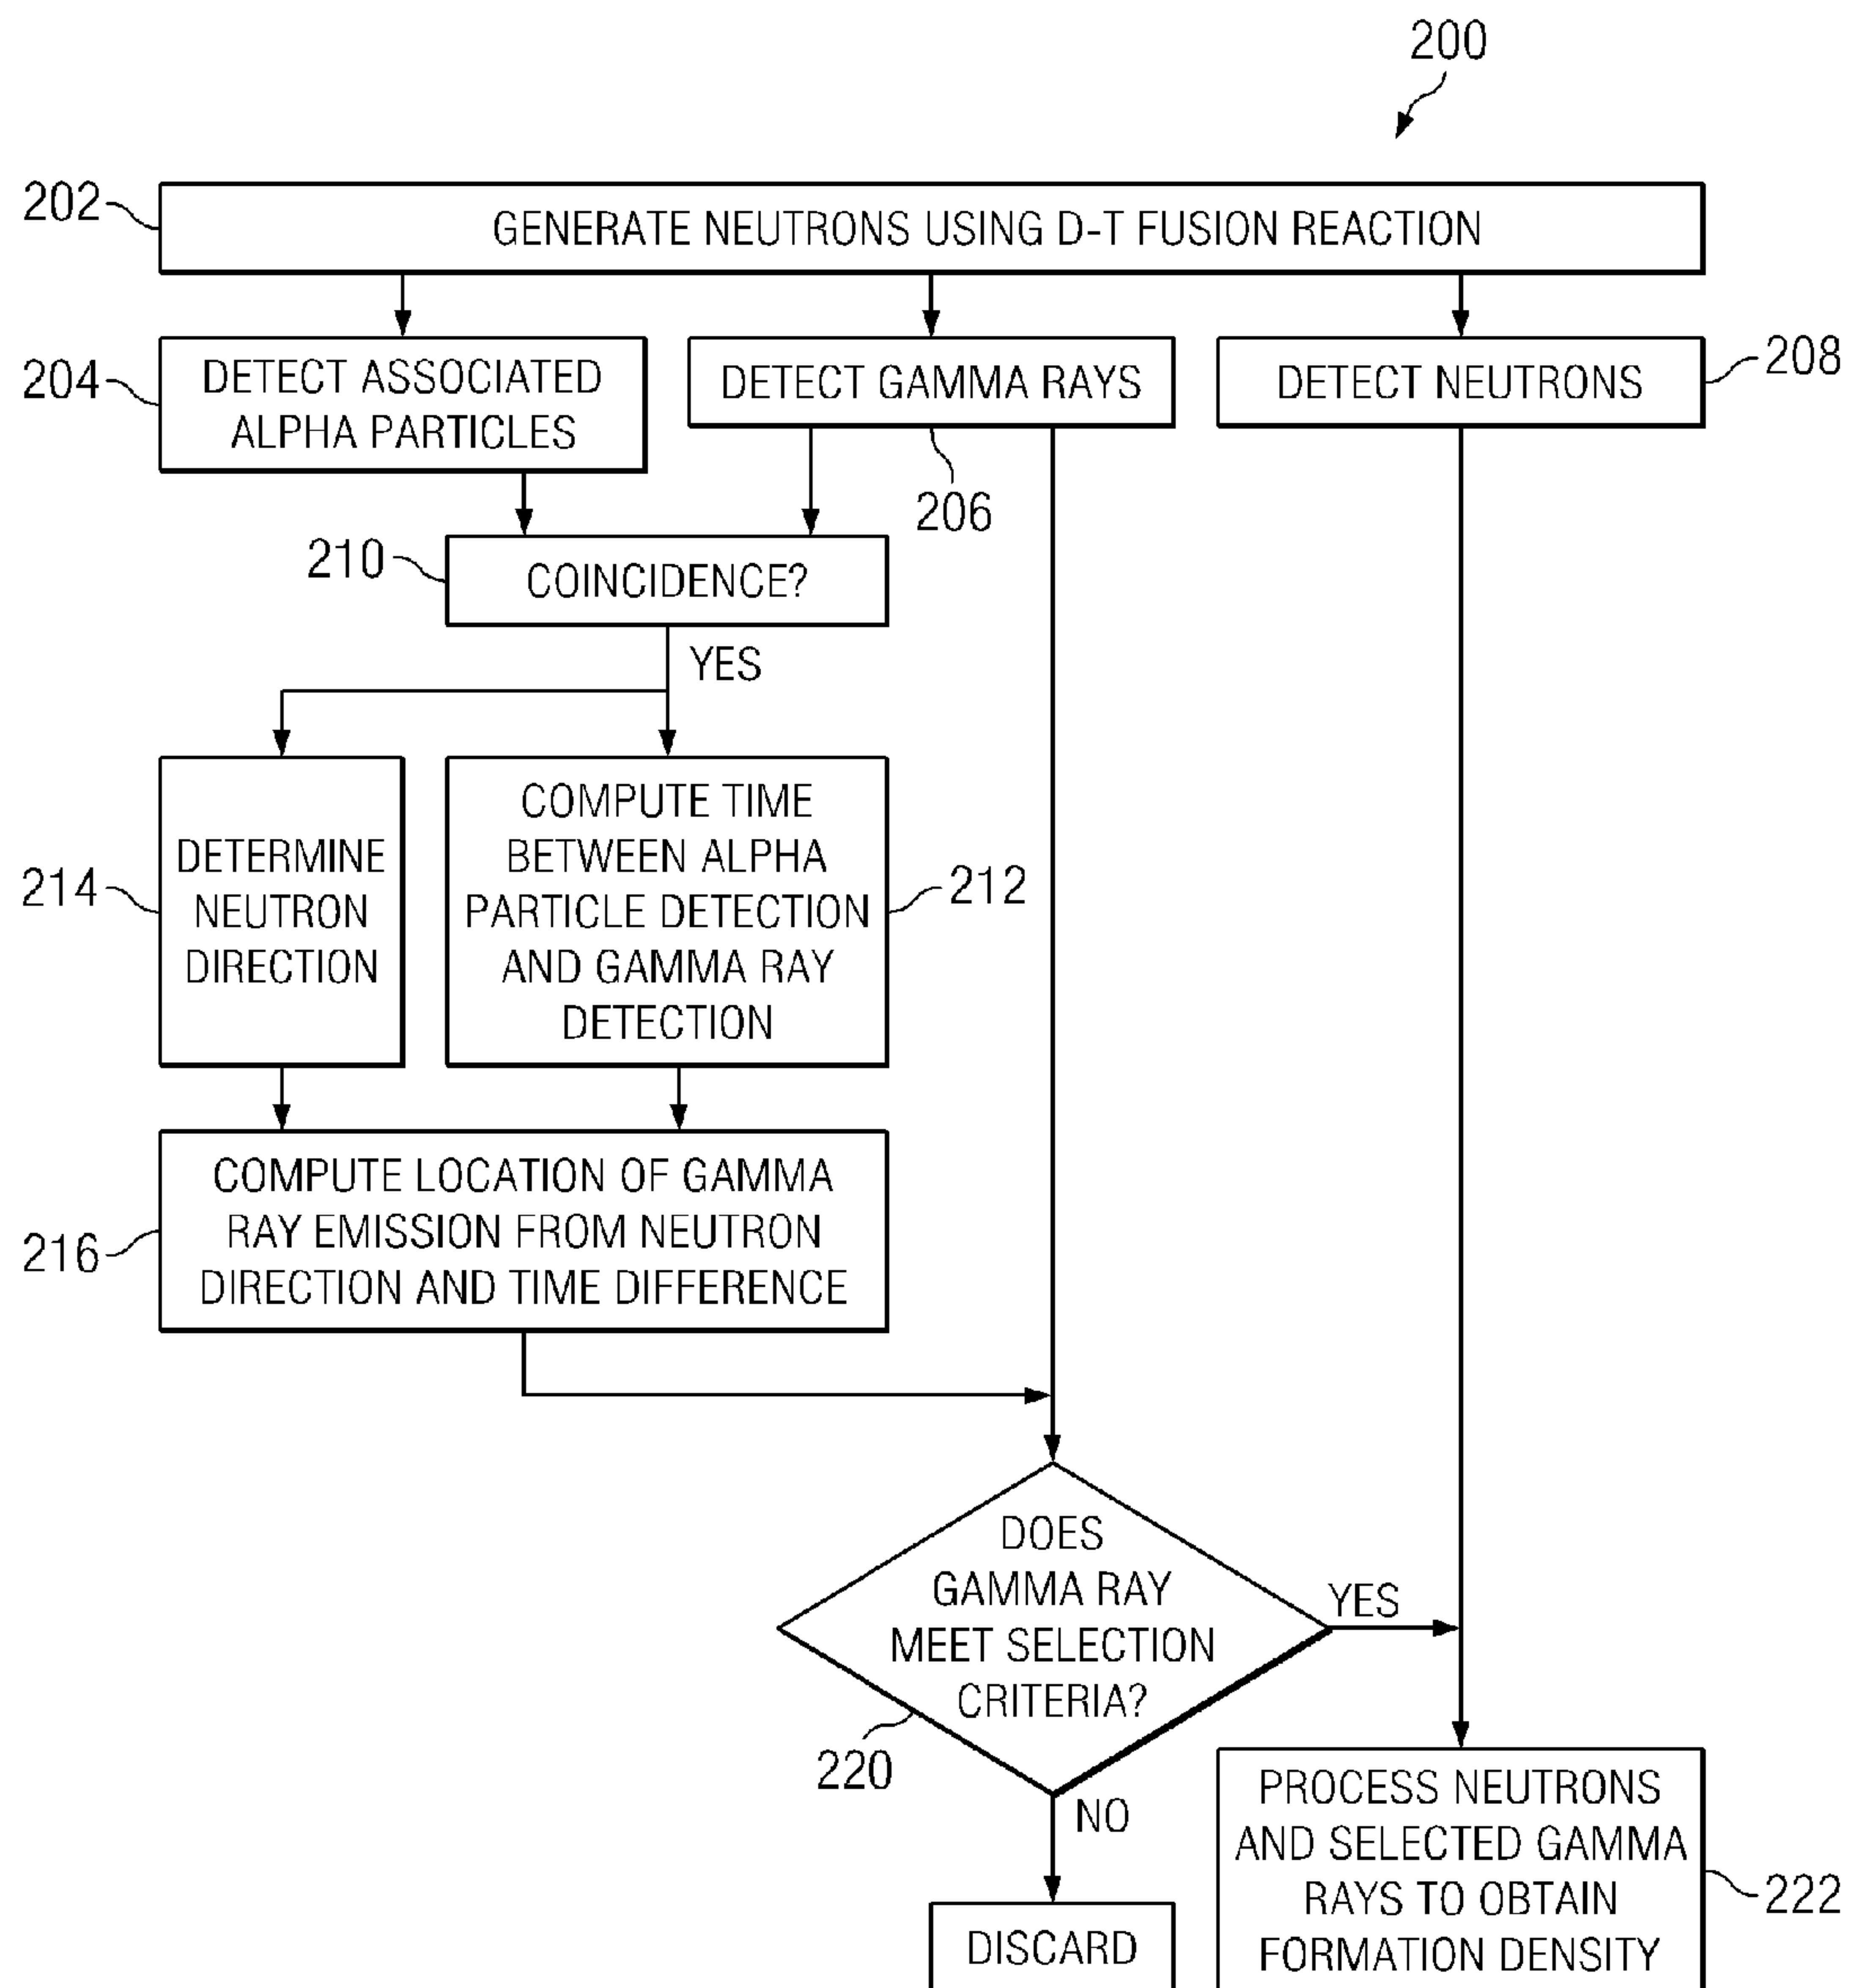 200
202
GENERATE NEUTRONS USING D-T FUSION REACTION
204
DETECT ASSOCIATED
ALPHA PARTICLES
DETECT GAMMA RAYS
206
DETECT NEUTRONS
208
210
COINCIDENCE?
YES
214
DETERMINE
NEUTRON
DIRECTION
COMPUTE TIME
BETWEEN ALPHA
PARTICLE DETECTION
AND GAMMA RAY
DETECTION
212
216
COMPUTE LOCATION OF GAMMA
RAY EMISSION FROM NEUTRON
DIRECTION AND TIME DIFFERENCE
DOES
GAMMA RAY
MEET SELECTION
CRITERIA?
YES
220
NO
DISCARD
PROCESS NEUTRONS
AND SELECTED GAMMA
RAYS TO OBTAIN
FORMATION DENSITY
222